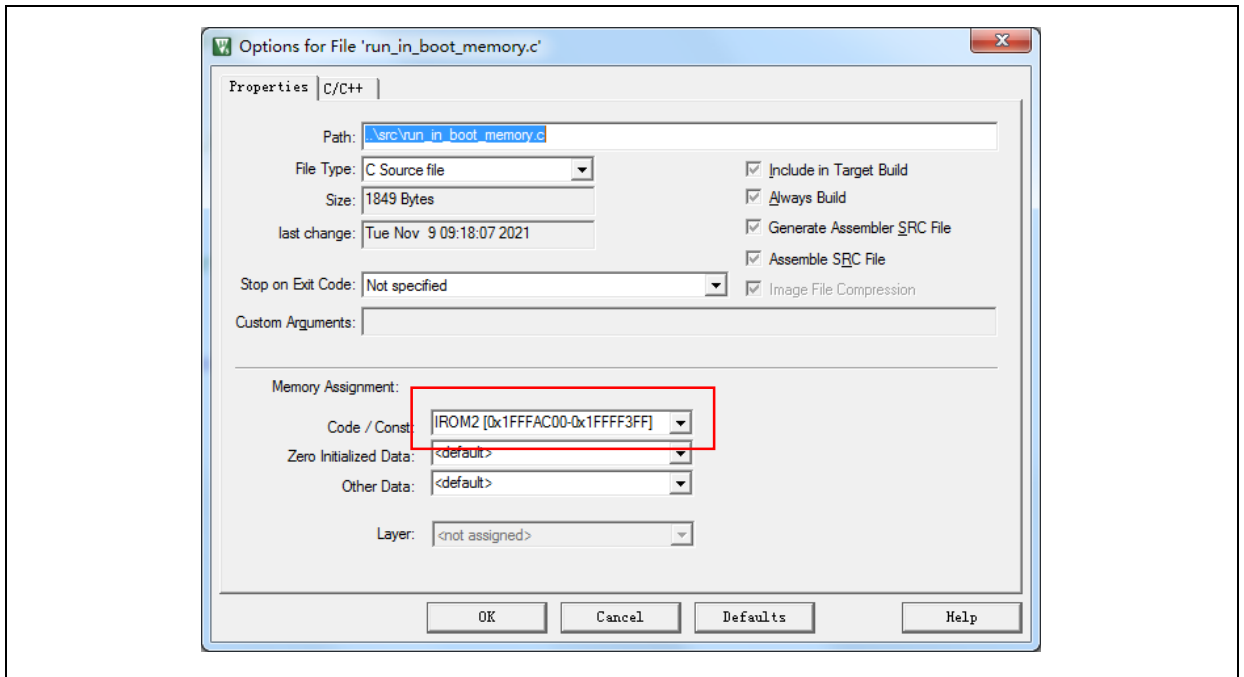 Options for File 'run_in_boot_memory.c'
Properties C/C++
Path: ..\src\run_in_boot_memory.c
File Type: C Source file
Include in Target Build
Size: 1849 Bytes
Always Build
last change: Tue Nov 9 09:18:07 2021
Generate Assembler SRC File
Assemble SRC File
Stop on Exit Code: Not specified
Image File Compression
Custom Arguments:
Memory Assignment:
Code / Const: IROM2 [0x1FFFAC00-0x1FFFF3FF]
Zero Initialized Data: <default>
Other Data: <default>
Layer: <not assigned>
OK Cancel Defaults Help